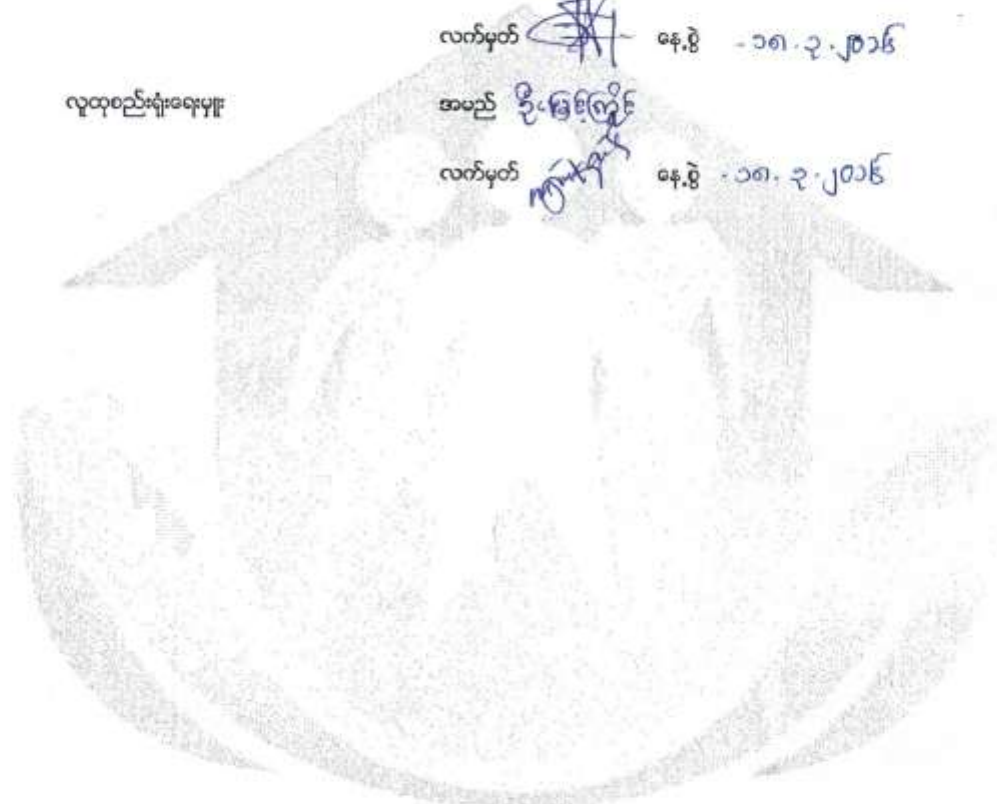 လက်မှတ် နေ့စွဲ - ၁၈ . ၃ . ၂၀၁၆
လူထုစည်းရုံးရေးမှူး အမည် ဦးမြင့်ကြိုင်
လက်မှတ် နေ့စွဲ - ၁၈ . ၃ . ၂၀၁၆